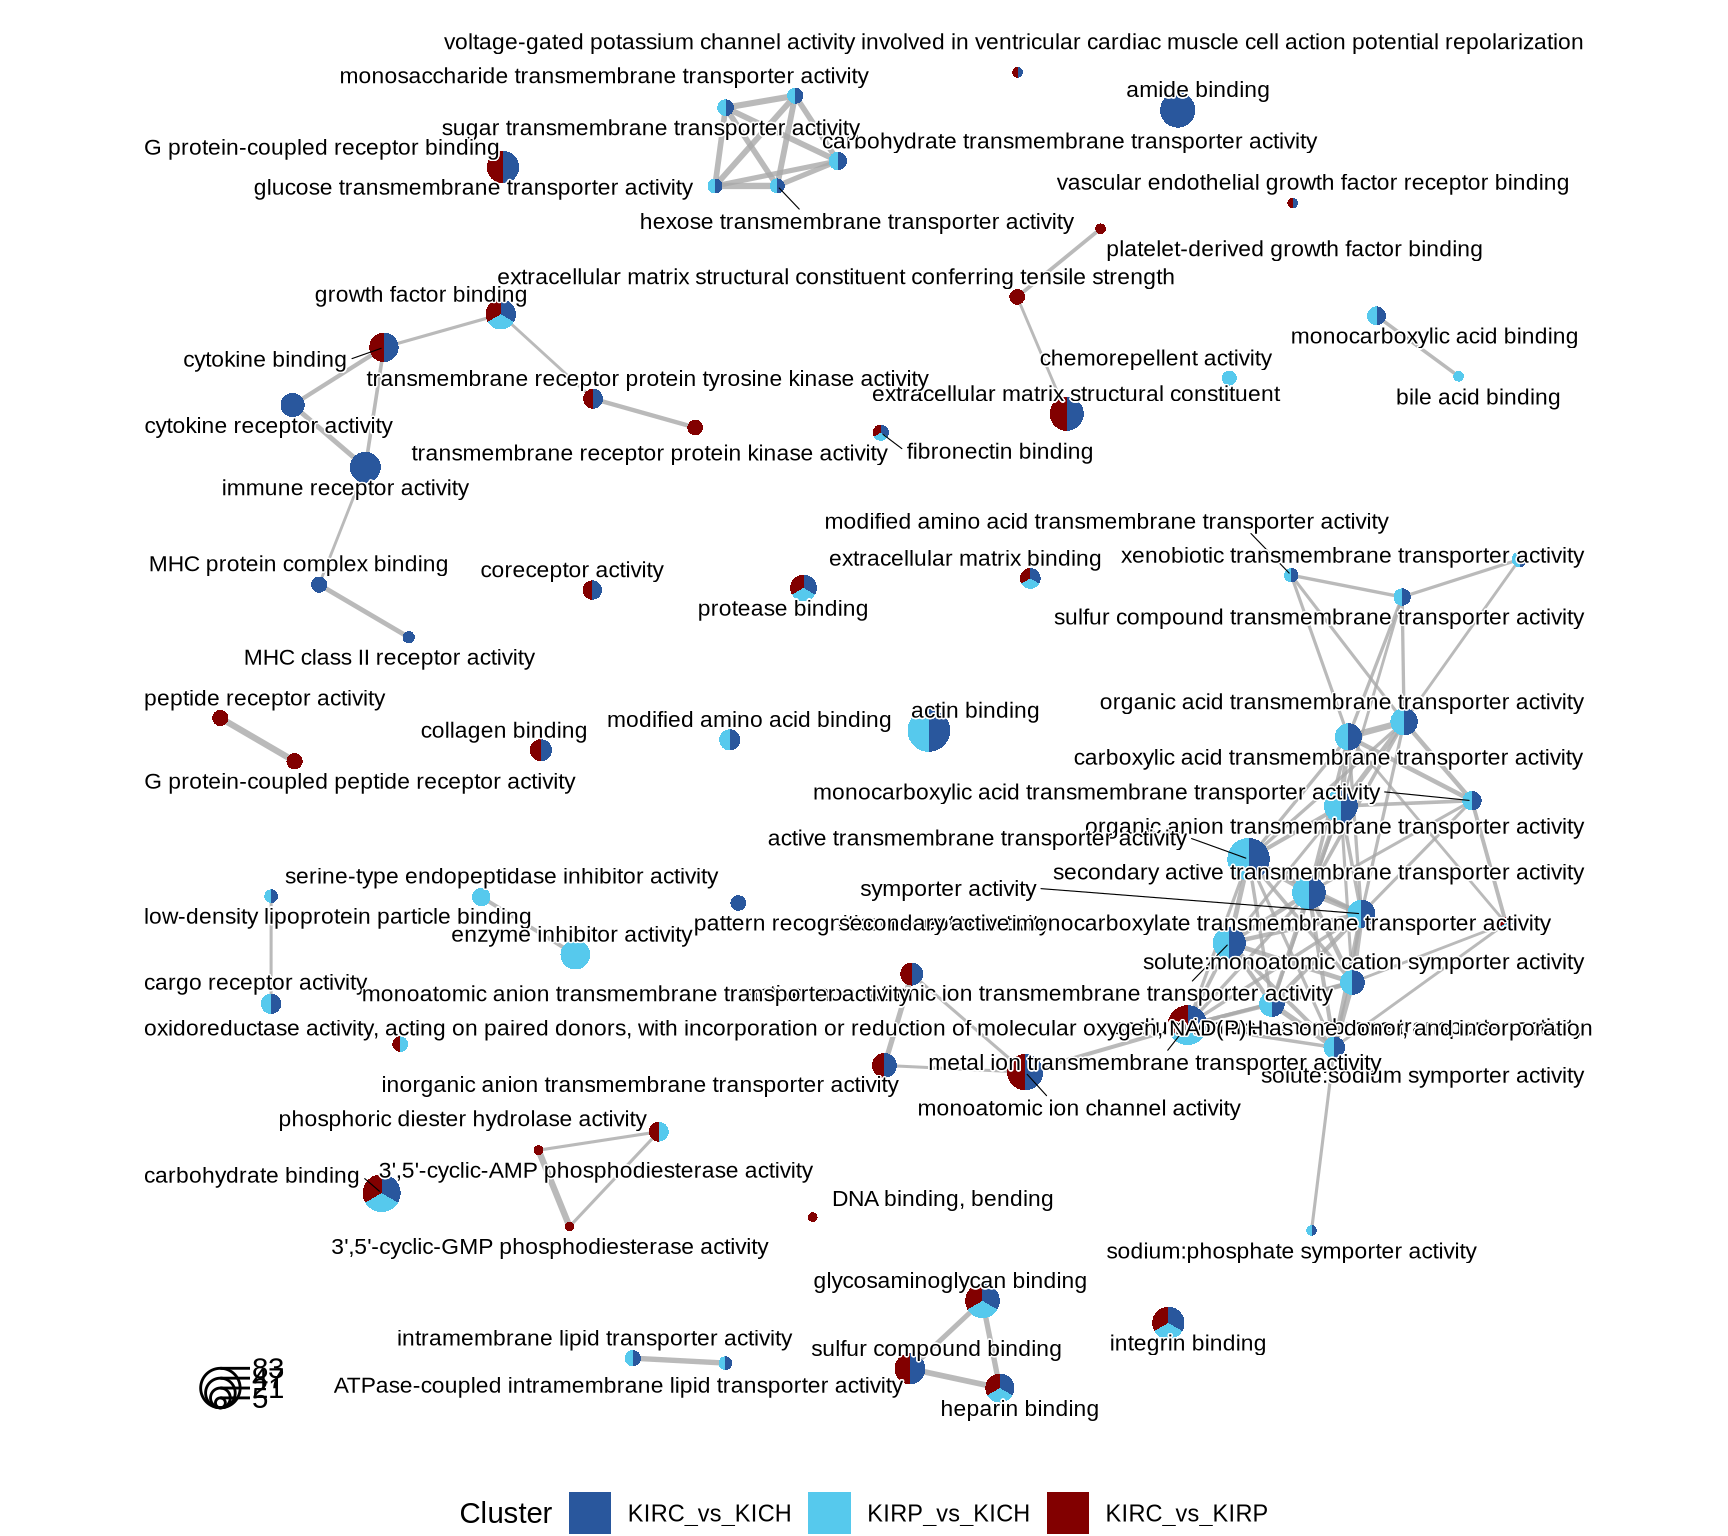 voltage-gated potassium channel activity involved in ventricular cardiac muscle cell action potential repolarization
monosaccharide transmembrane transporter activity
amide binding
sugar transmembrane transporter activity
carbohydrate transmembrane transporter activity
G protein-coupled receptor binding
vascular endothelial growth factor receptor binding
glucose transmembrane transporter activity
hexose transmembrane transporter activity
platelet-derived growth factor binding
extracellular matrix structural constituent conferring tensile strength
growth factor binding
monocarboxylic acid binding
cytokine binding
chemorepellent activity
transmembrane receptor protein tyrosine kinase activity
extracellular matrix structural constituent
bile acid binding
cytokine receptor activity
transmembrane receptor protein kinase activity
fibronectin binding
immune receptor activity
modified amino acid transmembrane transporter activity
MHC protein complex binding
coreceptor activity
extracellular matrix binding
xenobiotic transmembrane transporter activity
protease binding
sulfur compound transmembrane transporter activity
MHC class II receptor activity
peptide receptor activity
organic acid transmembrane transporter activity
collagen binding
modified amino acid binding
actin binding
carboxylic acid transmembrane transporter activity
G protein-coupled peptide receptor activity
monocarboxylic acid transmembrane transporter activity
organic anion transmembrane transporter activity
active transmembrane transporter activity
serine-type endopeptidase inhibitor activity
secondary active transmembrane transporter activity
symporter activity
low-density lipoprotein particle binding
pattern
secondary active monocarboxylate transmembrane transporter activity
enzyme inhibitor activity
solute:monoatomic cation symporter activity
cargo receptor activity
monoatomic anion transmembrane transporter activity
ion transmembrane transporter activity
oxidoreductase activity, acting on paired donors, with incorporation or reduction of molecular oxygen, NAD(P)H as one donor, and incorporation
metal ion transmembrane transporter activity
solute:sodium symporter activity
inorganic anion transmembrane transporter activity
monoatomic ion channel activity
phosphoric diester hydrolase activity
carbohydrate binding
3',5'-cyclic-AMP phosphodiesterase activity
DNA binding, bending
3',5'-cyclic-GMP phosphodiesterase activity
sodium:phosphate symporter activity
glycosaminoglycan binding
intramembrane lipid transporter activity
sulfur compound binding
integrin binding
ATPase-coupled intramembrane lipid transporter activity
heparin binding
83
21
5
Cluster KIRC_vs_KICH KIRP_vs_KICH KIRC_vs_KIRP